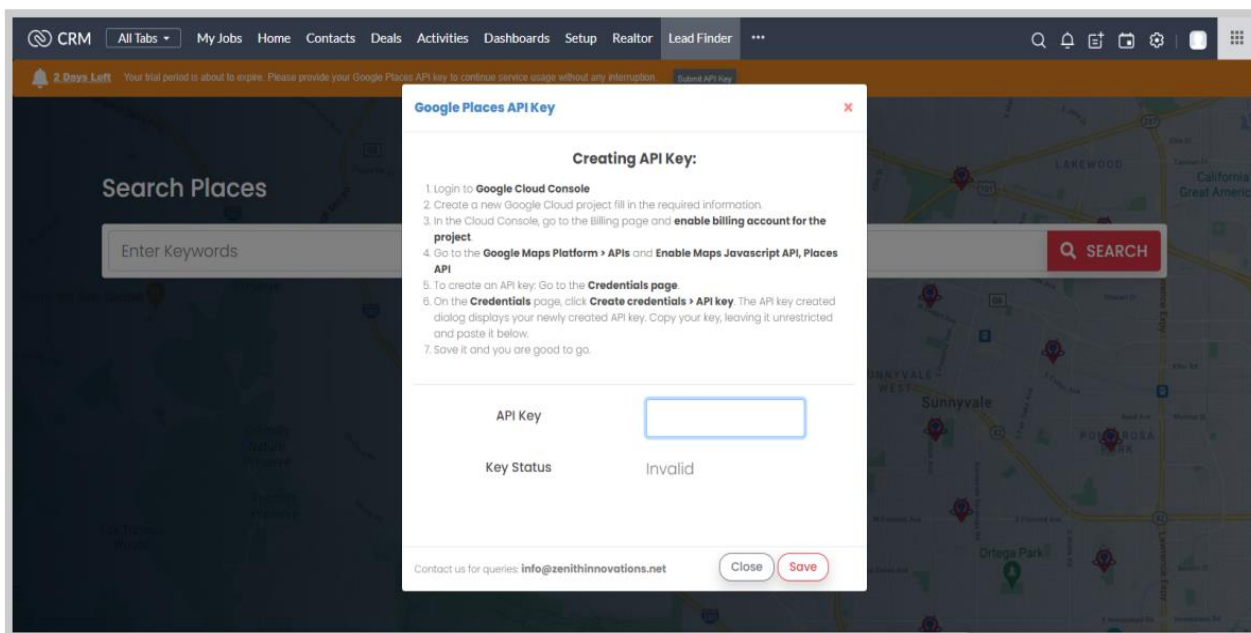 CRM All Tabs My Jobs Home Contacts Deals Activities Dashboards Setup Realtor Lead Finder •••
2 Days Left Your trial period is about to expire. Please provide your Google Places API key to continue service usage without any interruption. Submit API Key
Google Places API Key
Creating API Key:
1. Login to Google Cloud Console
2. Create a new Google Cloud project fill in the required information.
3. In the Cloud Console, go to the Billing page and enable billing account for the
project.
4. Go to the Google Maps Platform > APIs and Enable Maps Javascript API, Places
API
5. To create an API key: Go to the Credentials page.
6. On the Credentials page, click Create credentials > API key. The API key created
dialog displays your newly created API key. Copy your key, leaving it unrestricted
and paste it below.
7. Save it and you are good to go.
API Key
Key Status Invalid
Contact us for queries: info@zenithinnovations.net Close Save
Search Places
Enter Keywords SEARCH
LAKEWOOD
California
Great Americ
SUNNYVALE
WEST
Sunnyvale
PONDEROSA
PARK
Ortega Park